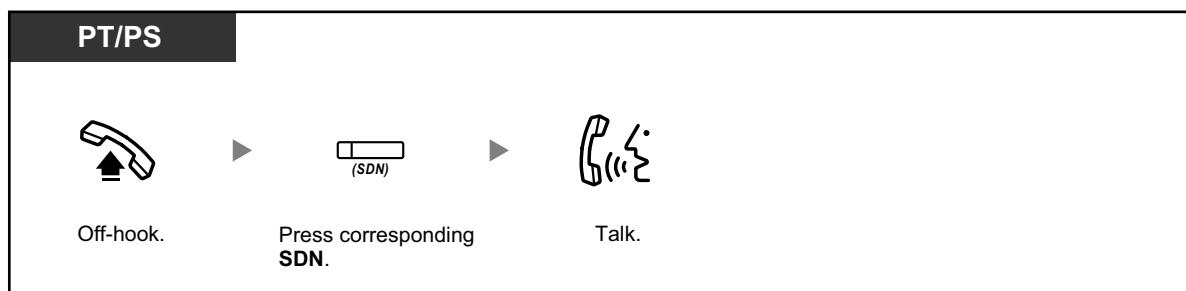 PT/PS
(SDN)
Off-hook.
Press corresponding
SDN.
Talk.